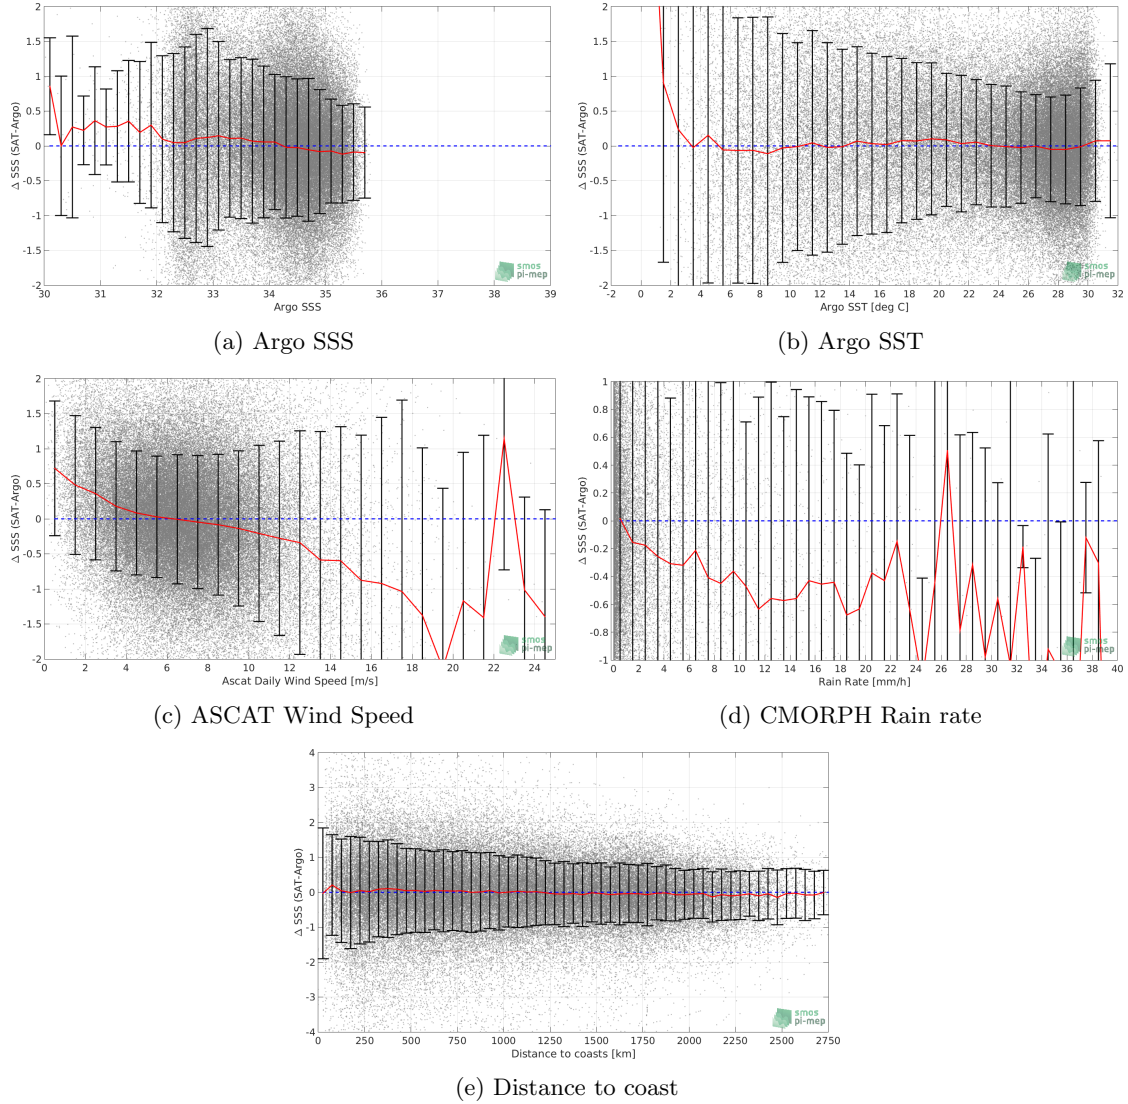 2
1.5
1
0.5
0
-0.5
-1
-1.5
-2
Δ SSS (SAT-Argo)
30 31 32 33 34 35 36 37 38 39
Argo SSS
smos
pi-mep
(a) Argo SSS
2
1.5
1
0.5
0
-0.5
-1
-1.5
-2
Δ SSS (SAT-Argo)
-2 0 2 4 6 8 10 12 14 16 18 20 22 24 26 28 30 32
Argo SST [deg C]
smos
pi-mep
(b) Argo SST
2
1.5
1
0.5
0
-0.5
-1
-1.5
-2
Δ SSS (SAT-Argo)
0 2 4 6 8 10 12 14 16 18 20 22 24
Ascat Daily Wind Speed [m/s]
smos
pi-mep
(c) ASCAT Wind Speed
1
0.8
0.6
0.4
0.2
0
-0.2
-0.4
-0.6
-0.8
-1
Δ SSS (SAT-Argo)
0 2 4 6 8 10 12 14 16 18 20 22 24 26 28 30 32 34 36 38 40
Rain Rate [mm/h]
smos
pi-mep
(d) CMORPH Rain rate
4
3
2
1
0
-1
-2
-3
-4
Δ SSS (SAT-Argo)
0 250 500 750 1000 1250 1500 1750 2000 2250 2500 2750
Distance to coasts [km]
smos
pi-mep
(e) Distance to coast